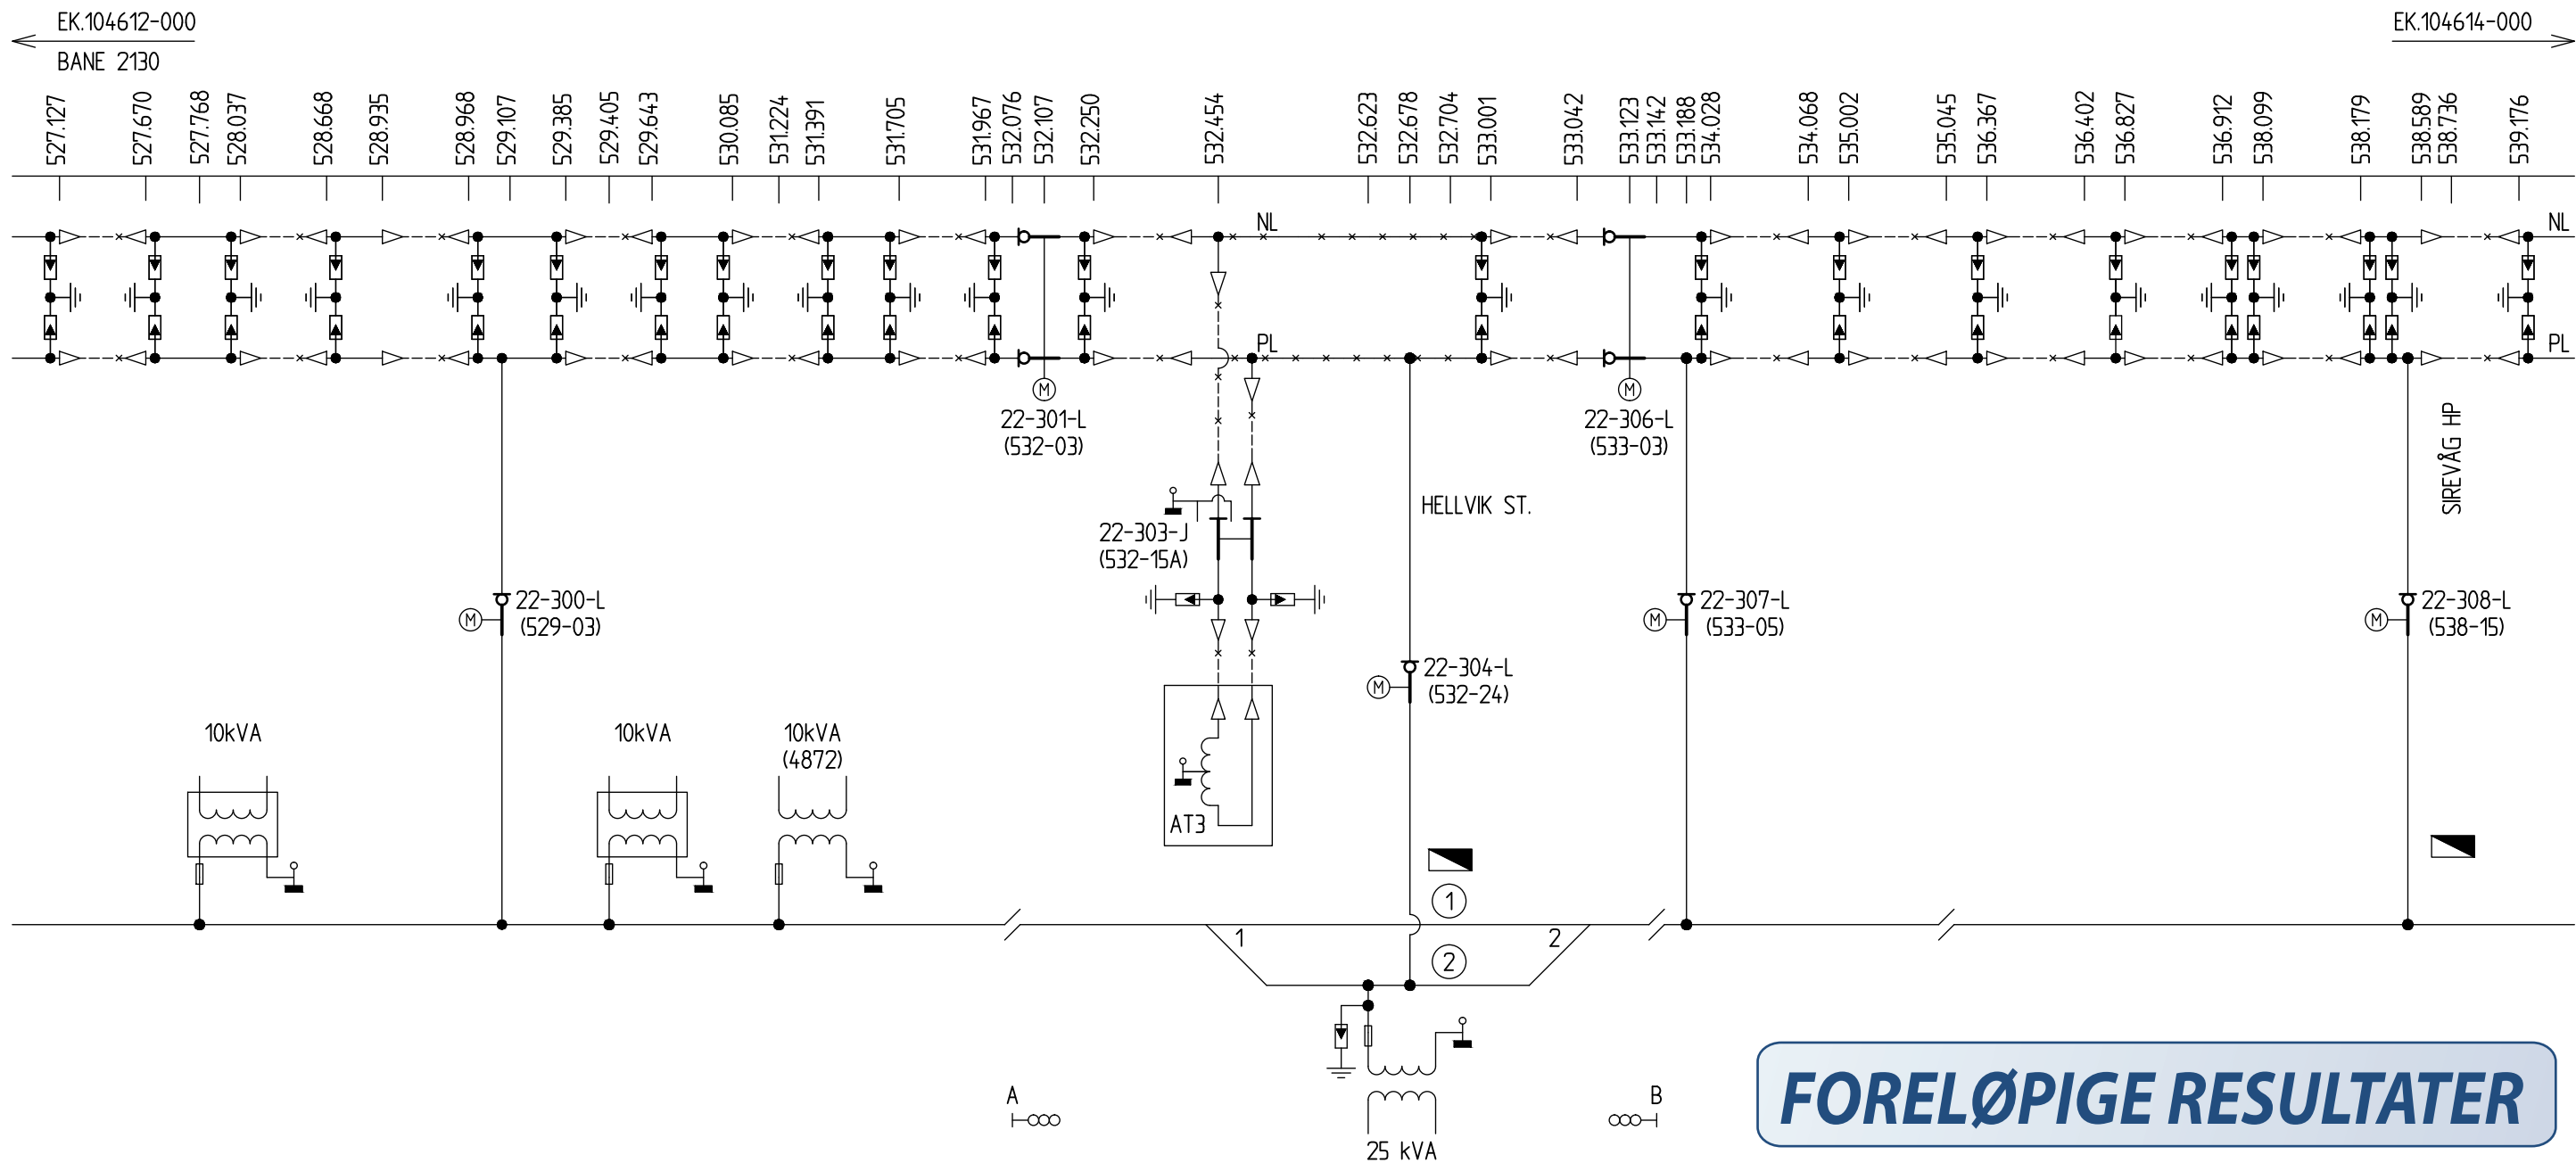 EK.104612-000
BANE 2130
EK.104614-000
527.127
527.670
527.768
528.037
528.668
528.935
528.968
529.107
529.385
529.405
529.643
530.085
531.224
531.391
531.705
531.967
532.076
532.107
532.250
532.454
532.623
532.678
532.704
533.001
533.042
533.123
533.142
533.188
534.028
534.068
535.002
535.045
536.367
536.402
536.827
536.912
538.099
538.179
538.589
538.736
539.176
NL
NL
PL
PL
M
22-301-L
(532-03)
M
22-306-L
(533-03)
SIREVÅG HP
HELLVIK ST.
22-303-J
(532-15A)
M
22-300-L
(529-03)
M
22-307-L
(533-05)
M
22-308-L
(538-15)
M
22-304-L
(532-24)
10kVA
10kVA
10kVA
(4872)
AT3
1
1
2
2
A
B
25 kVA
FORELØPIGE RESULTATER